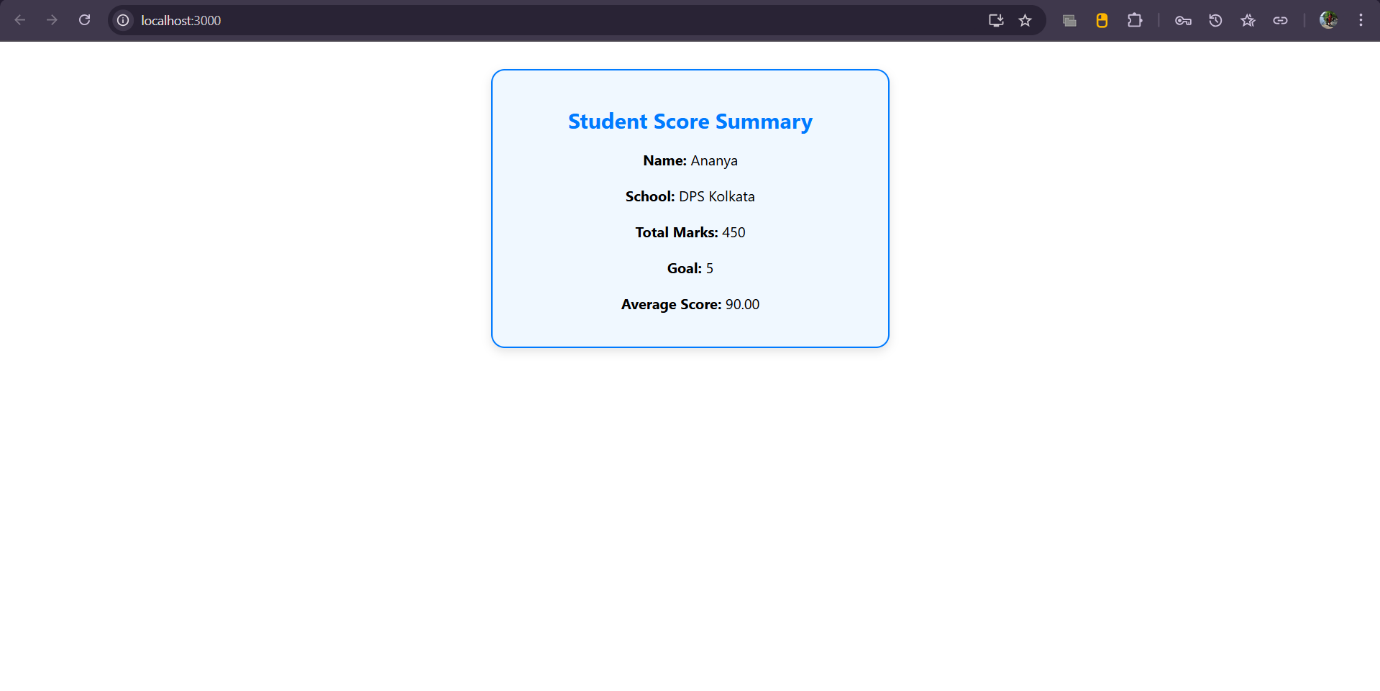 localhost:3000
Student Score Summary
Name: Ananya
School: DPS Kolkata
Total Marks: 450
Goal: 5
Average Score: 90.00